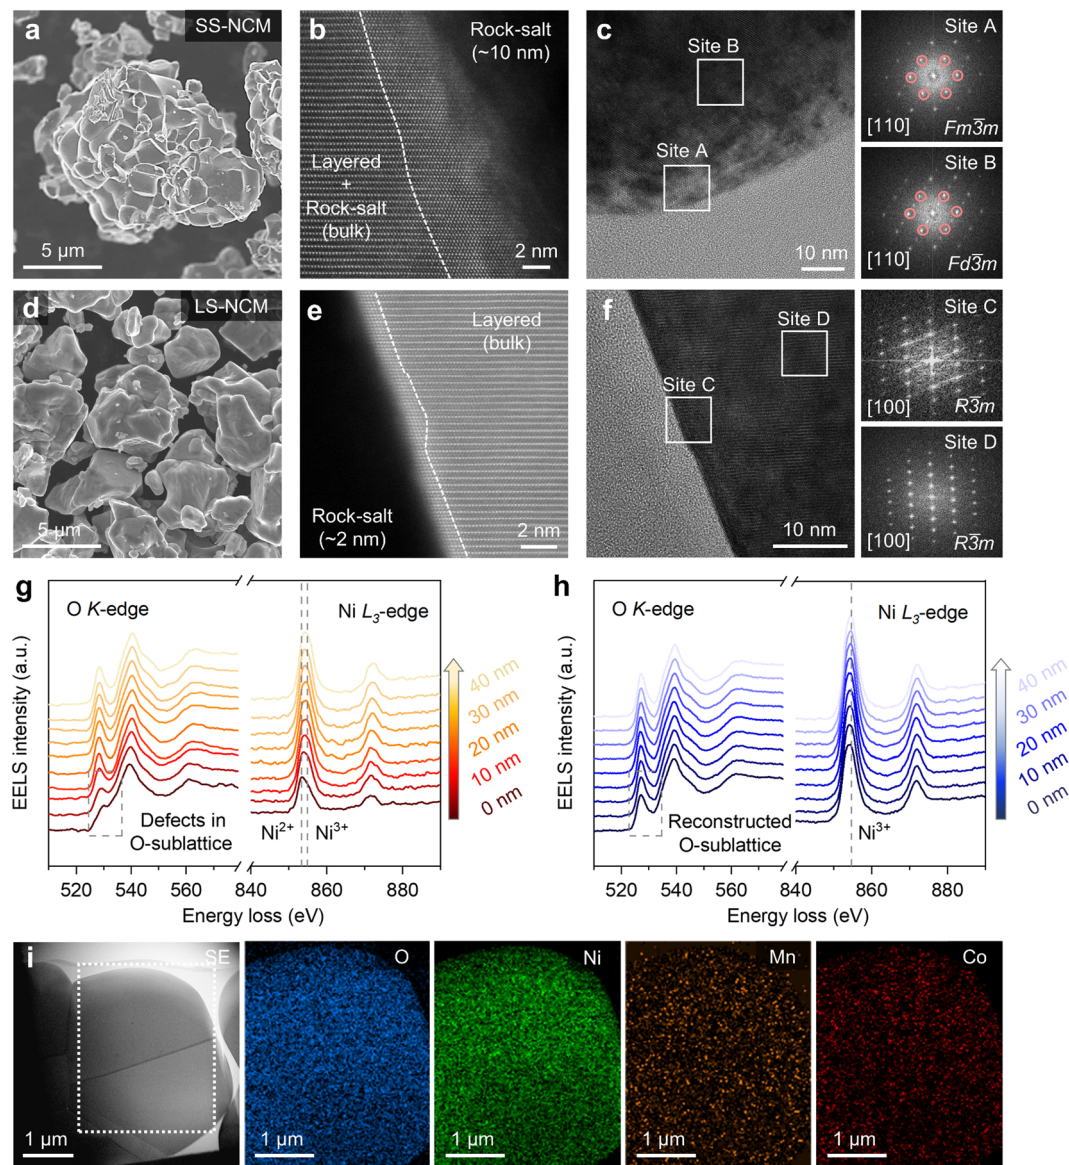 a
SS-NCM
5 μm
b
Rock-salt
(~10 nm)
Layered
+
Rock-salt
(bulk)
2 nm
c
Site B
Site A
10 nm
Site A
[110]
Fm3̅m
Site B
[110]
Fd3̅m
d
LS-NCM
5 μm
e
Layered
(bulk)
Rock-salt
(~2 nm)
2 nm
f
Site D
Site C
10 nm
Site C
[100]
R3̅m
Site D
[100]
R3̅m
g
O K-edge
Ni L3-edge
EELS intensity (a.u.)
40 nm
30 nm
20 nm
10 nm
0 nm
Defects in
O-sublattice
Ni2+
Ni3+
520 540 560 840 860 880
Energy loss (eV)
h
O K-edge
Ni L3-edge
EELS intensity (a.u.)
40 nm
30 nm
20 nm
10 nm
0 nm
Reconstructed
O-sublattice
Ni3+
520 540 560 840 860 880
Energy loss (eV)
i
SE
1 μm
O
1 μm
Ni
1 μm
Mn
1 μm
Co
1 μm